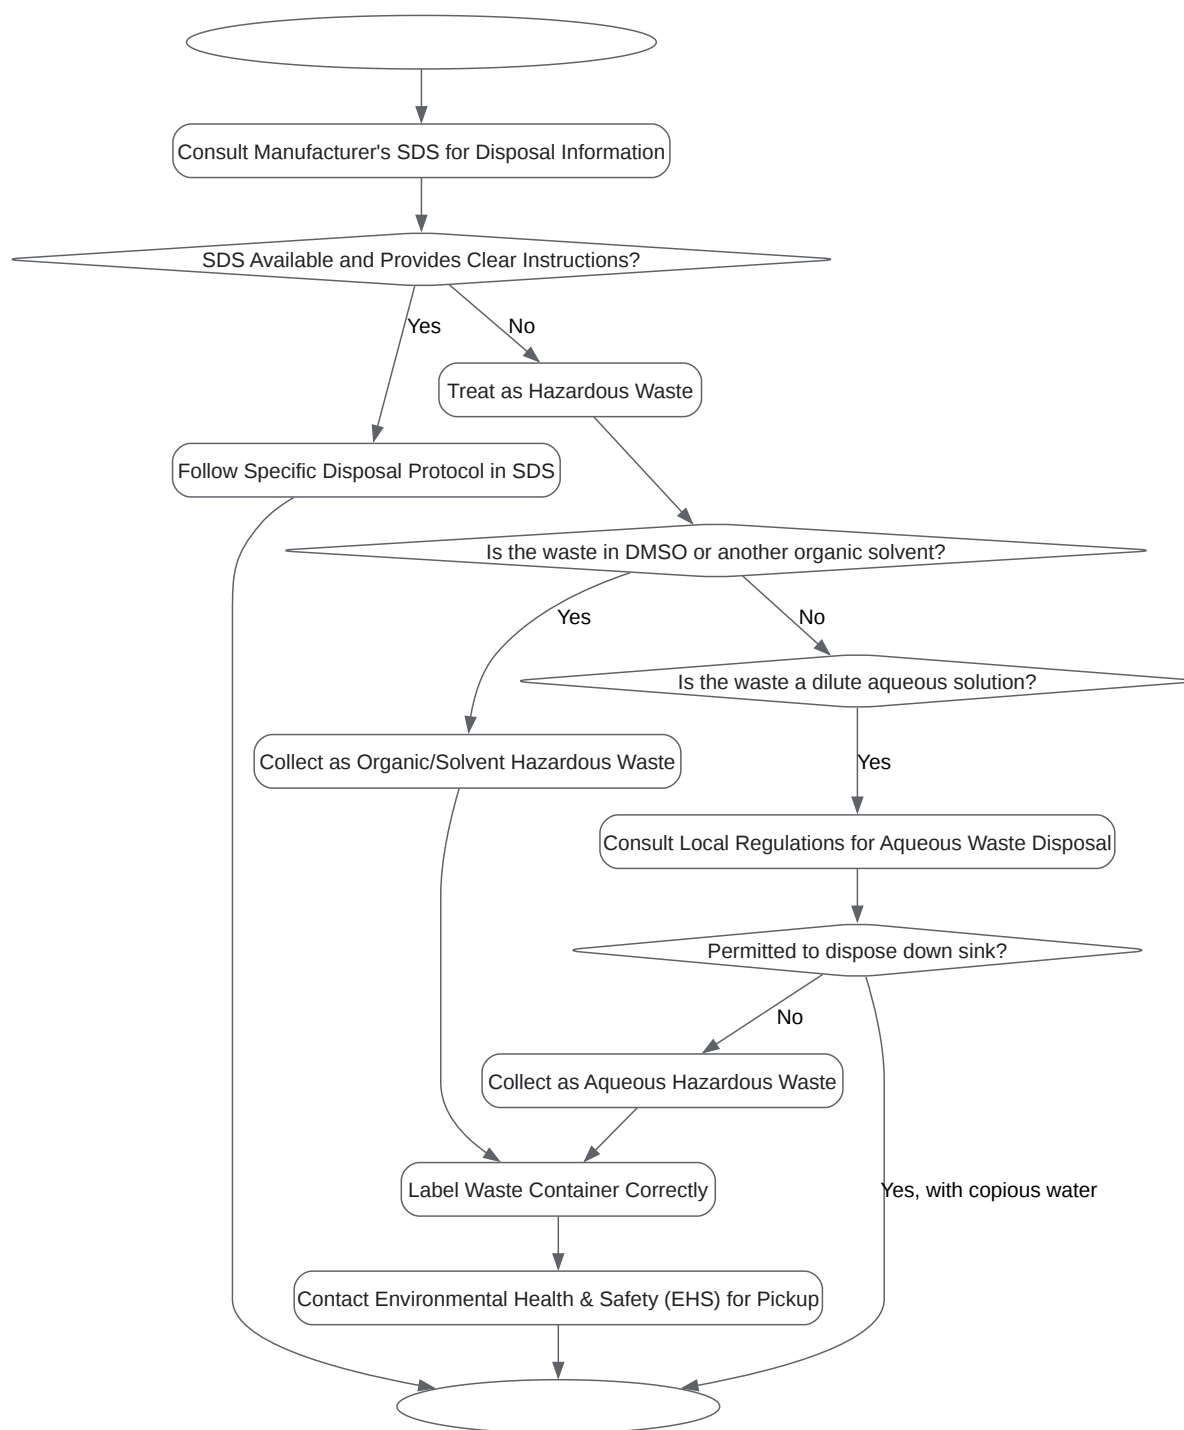 Consult Manufacturer's SDS for Disposal Information
SDS Available and Provides Clear Instructions?
Yes
No
Treat as Hazardous Waste
Follow Specific Disposal Protocol in SDS
Is the waste in DMSO or another organic solvent?
Yes
No
Is the waste a dilute aqueous solution?
Collect as Organic/Solvent Hazardous Waste
Yes
Consult Local Regulations for Aqueous Waste Disposal
Permitted to dispose down sink?
No
Collect as Aqueous Hazardous Waste
Label Waste Container Correctly
Yes, with copious water
Contact Environmental Health & Safety (EHS) for Pickup